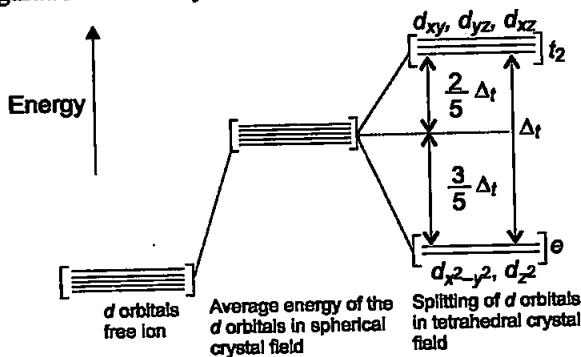 d_xy, d_yz, d_xz
t_2
Energy
2/5 Δ_t
Δ_t
3/5 Δ_t
e
d_x²–y², d_z²
d orbitals
free ion
Average energy of the
d orbitals in spherical
crystal field
Splitting of d orbitals
in tetrahedral crystal
field